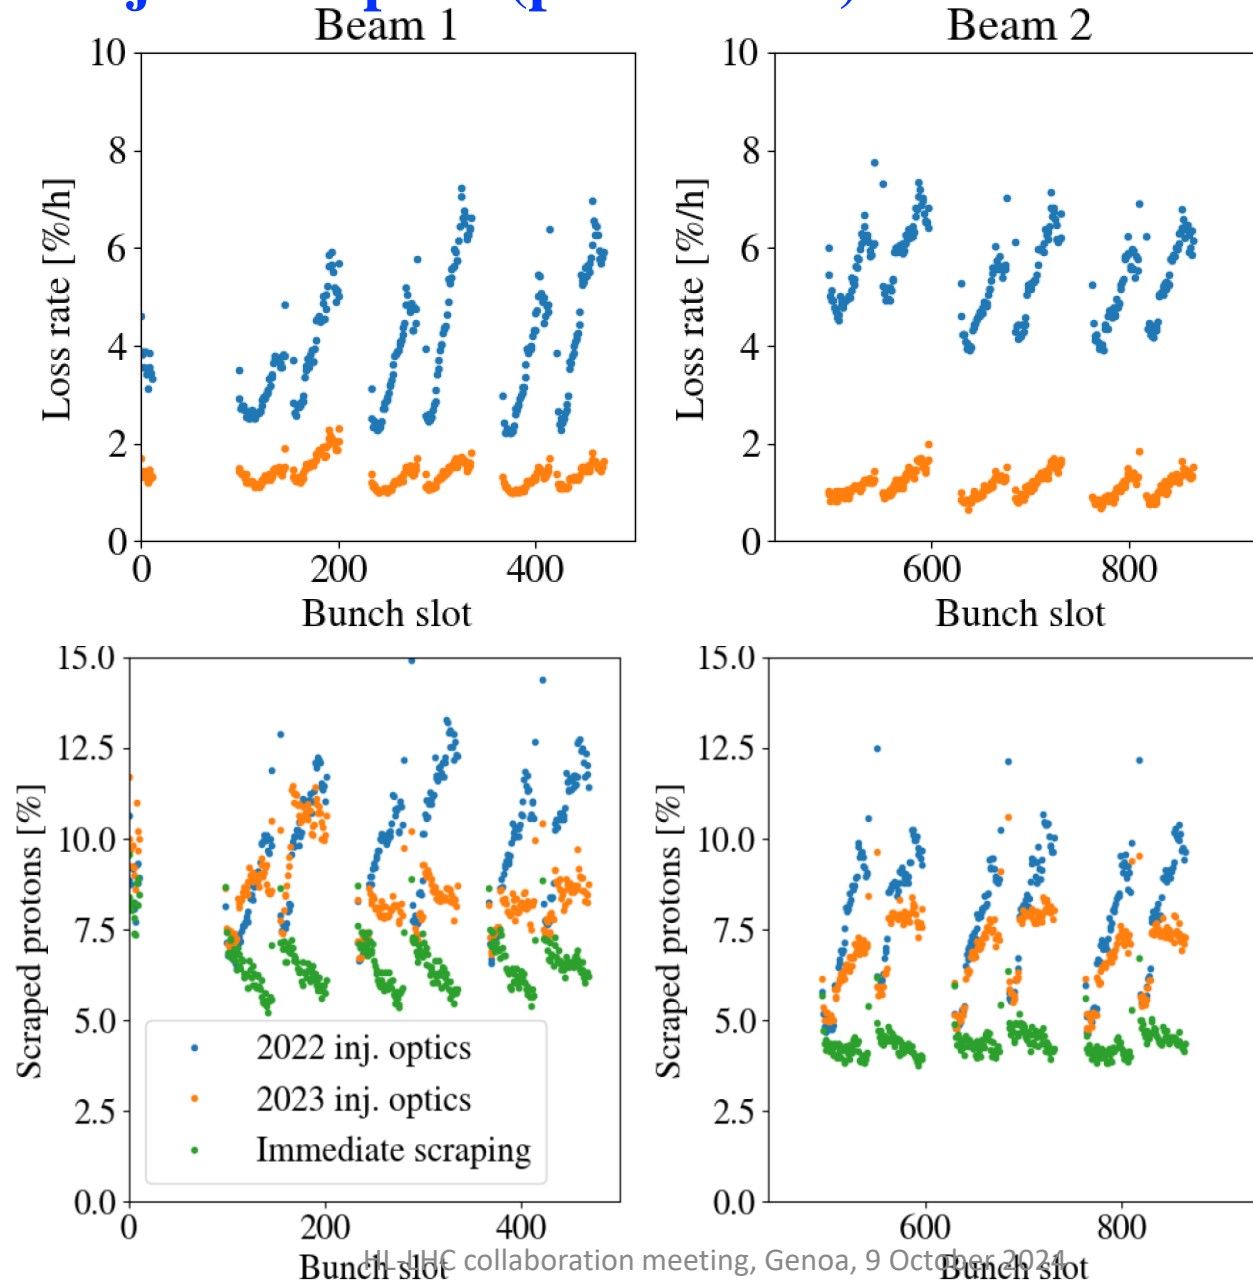 Beam 1
Beam 2
10
8
6
4
2
0
Loss rate [%/h]
0
200
400
Bunch slot
10
8
6
4
2
0
Loss rate [%/h]
600
800
Bunch slot
15.0
12.5
10.0
7.5
5.0
2.5
0.0
Scraped protons [%]
2022 inj. optics
2023 inj. optics
Immediate scraping
0
200
400
Bunch slot
15.0
12.5
10.0
7.5
5.0
2.5
0.0
Scraped protons [%]
600
800
Bunch slot
HL-LHC collaboration meeting, Genoa, 9 October 2024